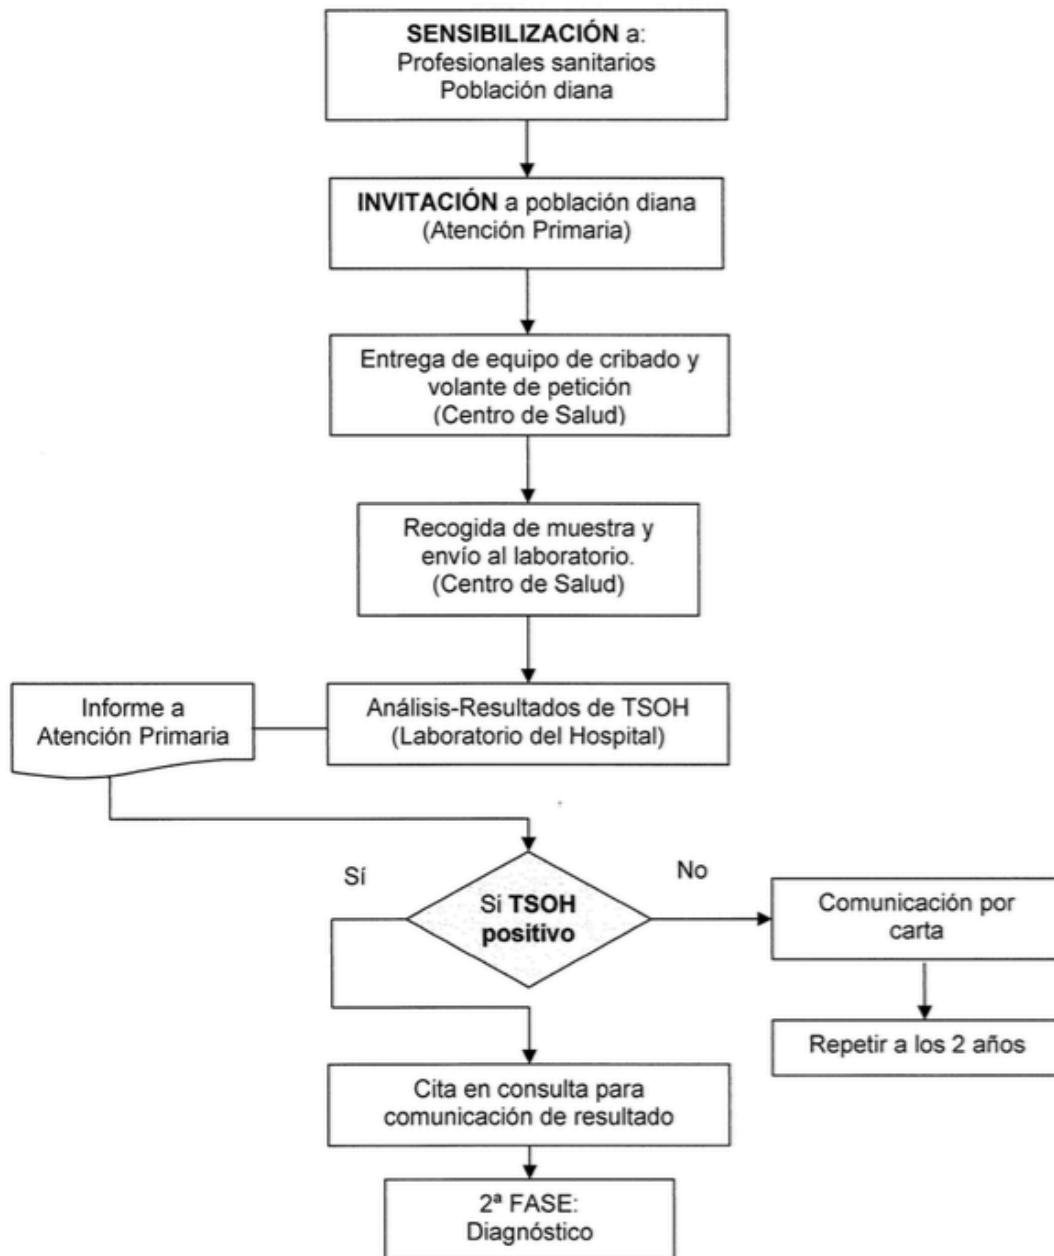 SENSIBILIZACIÓN a:
Profesionales sanitarios
Población diana
INVITACIÓN a población diana
(Atención Primaria)
Entrega de equipo de cribado y
volante de petición
(Centro de Salud)
Recogida de muestra y
envío al laboratorio.
(Centro de Salud)
Informe a
Atención Primaria
Análisis-Resultados de TSOH
(Laboratorio del Hospital)
Sí
No
Si TSOH
positivo
Comunicación por
carta
Repetir a los 2 años
Cita en consulta para
comunicación de resultado
2ª FASE:
Diagnóstico